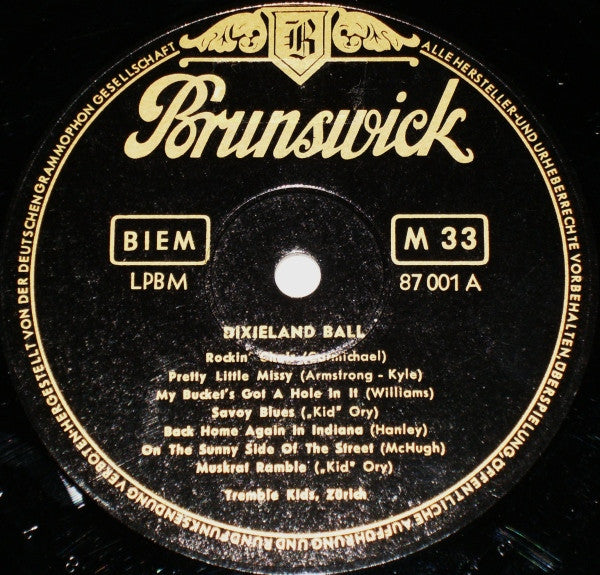 B
Brunswick
BIEM
LPBM
M 33
87 001 A
DIXIELAND BALL
Rockin' Chair (Carmichael)
Pretty Little Missy (Armstrong - Kyle)
My Bucket's Got A Hole In It (Williams)
Savoy Blues („Kid" Ory)
Back Home Again In Indiana (Hanley)
On The Sunny Side Of The Street (McHugh)
Muskrat Ramble („Kid" Ory)
Tremble Kids, Zürich
HERGESTELLT VON DER DEUTSCHEN GRAMMOPHON GESELLSCHAFT
ALLE HERSTELLER-UND URHEBERRECHTE VORBEHALTEN, ÜBERSPIELUNG, ÖFFENTLICHE AUFFÜHRUNG UND RUNDFUNKSENDUNG VERBOTEN